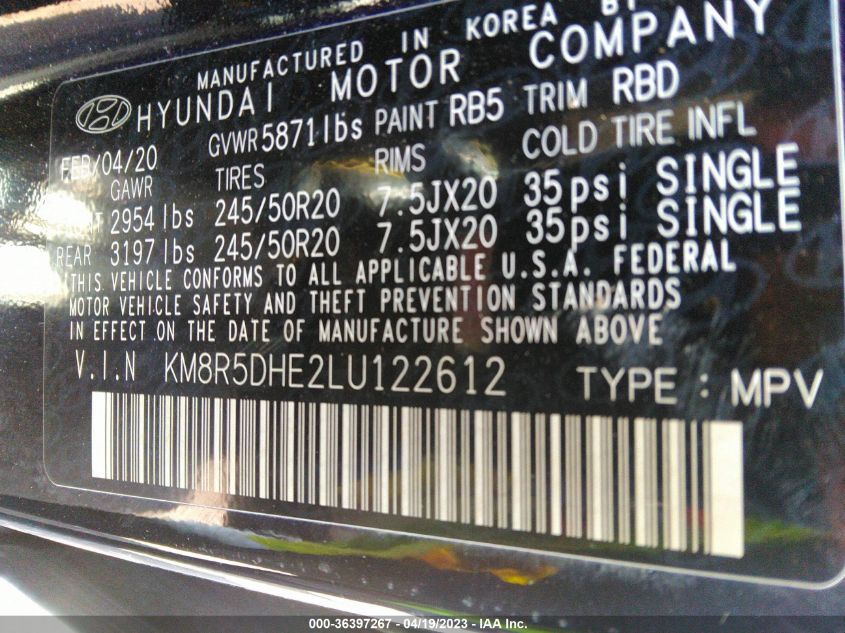 MANUFACTURED IN KOREA BY
HYUNDAI MOTOR COMPANY
FEB/04/20 GVWR 5871 lbs PAINT RB5 TRIM RBD
GAWR TIRES RIMS COLD TIRE INFL
2954 lbs 245/50R20 7.5JX20 35psi SINGLE
REAR 3197 lbs 245/50R20 7.5JX20 35psi SINGLE
THIS VEHICLE CONFORMS TO ALL APPLICABLE U.S.A. FEDERAL
MOTOR VEHICLE SAFETY AND THEFT PREVENTION STANDARDS
IN EFFECT ON THE DATE OF MANUFACTURE SHOWN ABOVE
V.I.N KM8R5DHE2LU122612 TYPE : MPV
000-36397267 - 04/19/2023 - IAA Inc.